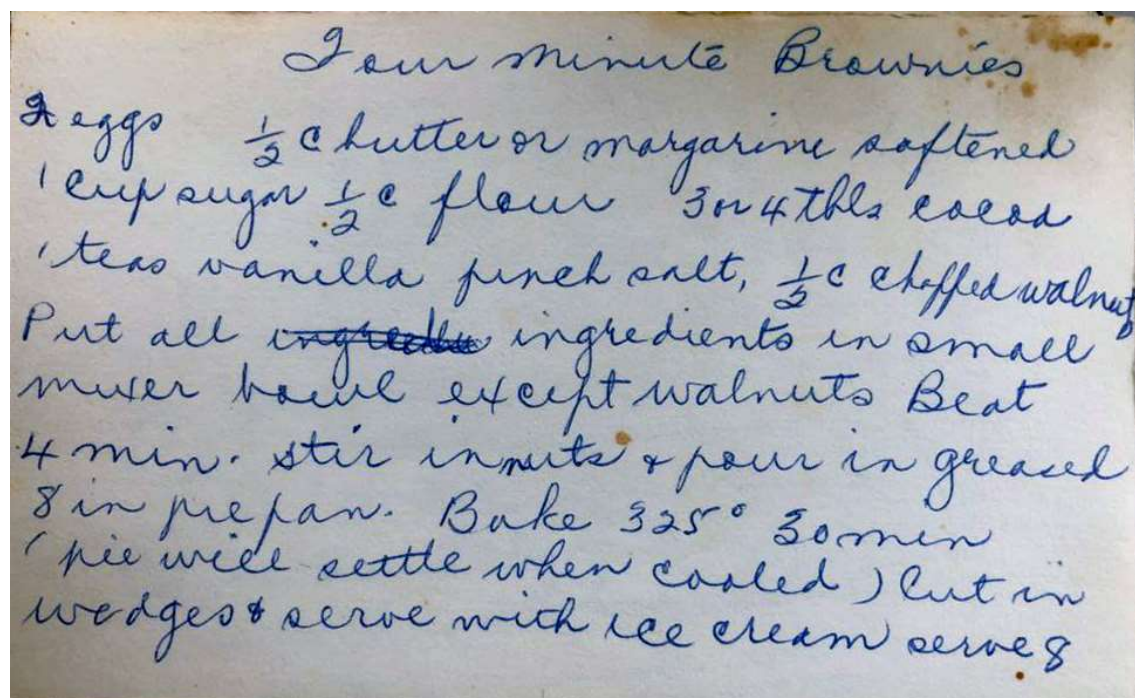 Four Minute Brownies
2 eggs 1/2 c butter or margarine softened
1 cup sugar 1/2 c flour 3 or 4 tbls cocoa
1 teas vanilla pinch salt, 1/2 c chopped walnuts
Put all ingredients in small
mixer bowl except walnuts Beat
4 min. stir in nuts & pour in greased
8 in pie pan. Bake 325° 30 min
(pie will settle when cooled) Cut in
wedges & serve with ice cream serve 8